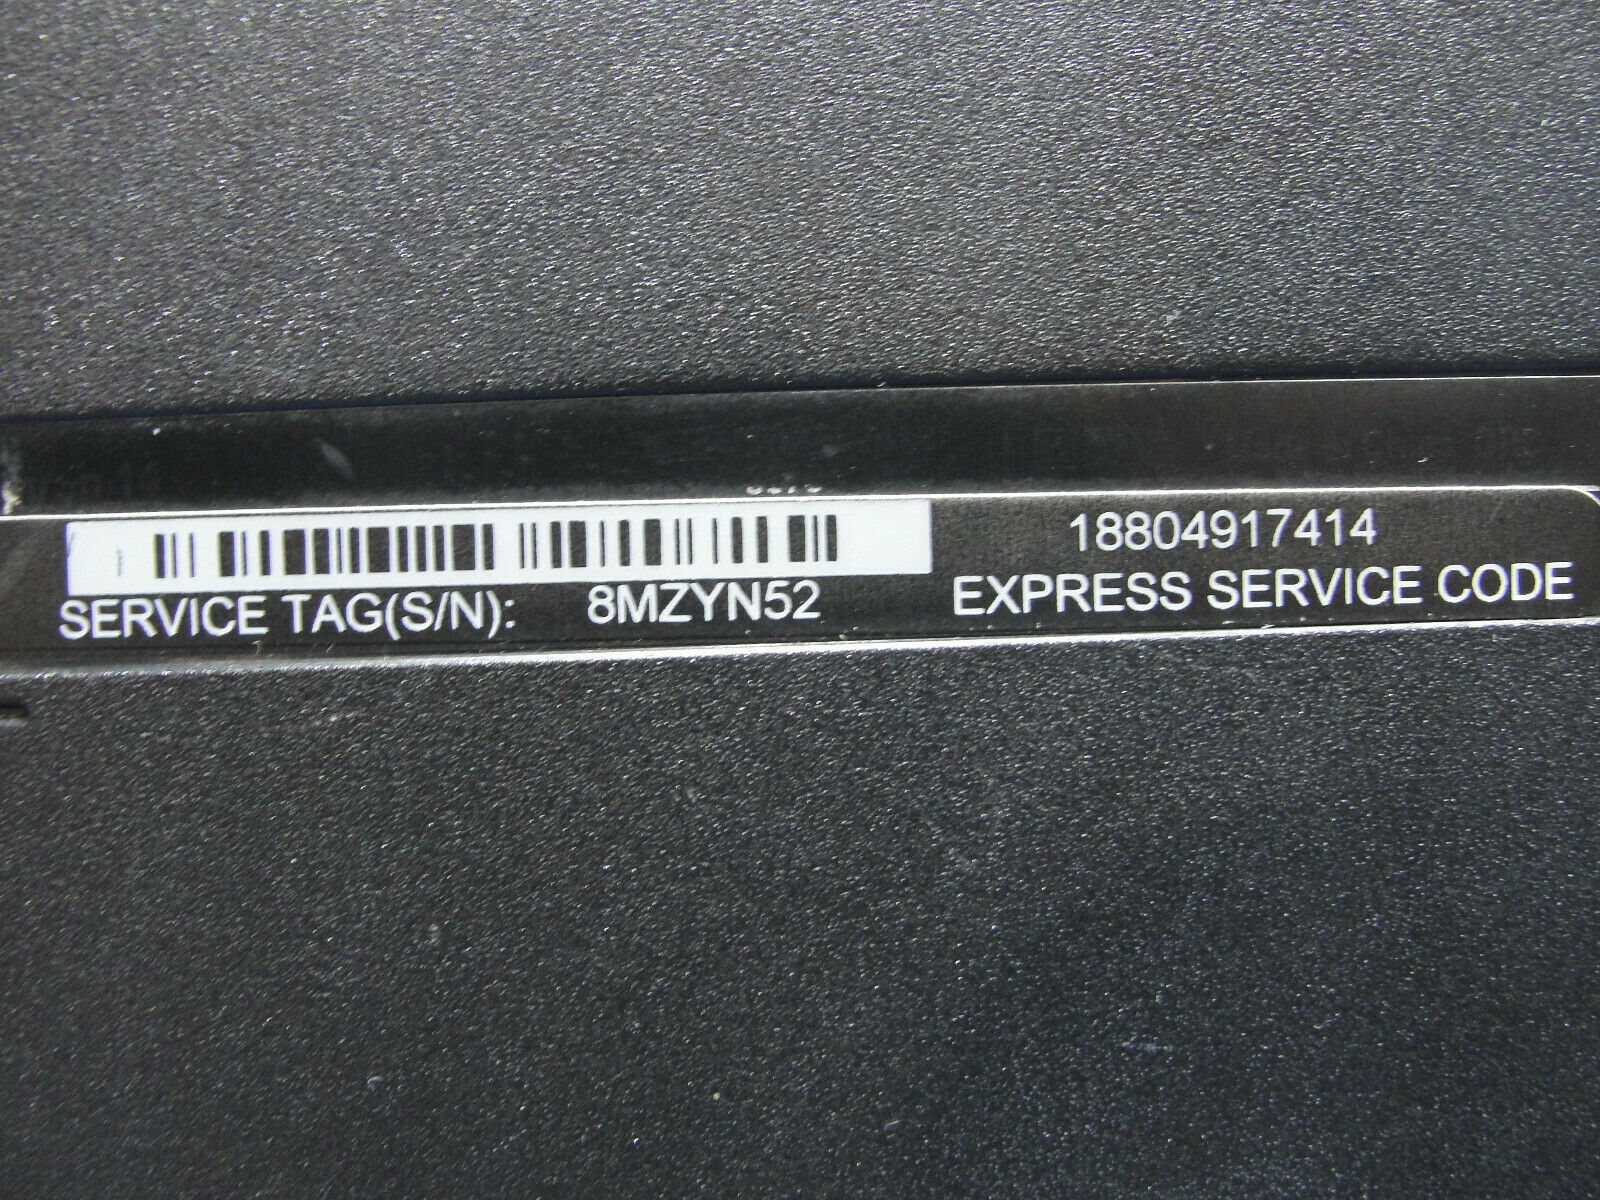 18804917414
SERVICE TAG(S/N): 8MZYN52 EXPRESS SERVICE CODE